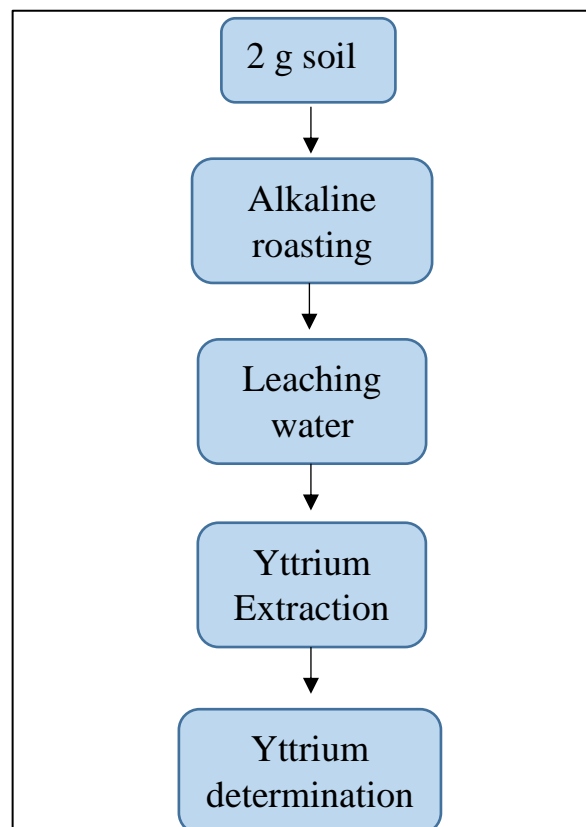 2 g soil
Alkaline
roasting
Leaching
water
Yttrium
Extraction
Yttrium
determination